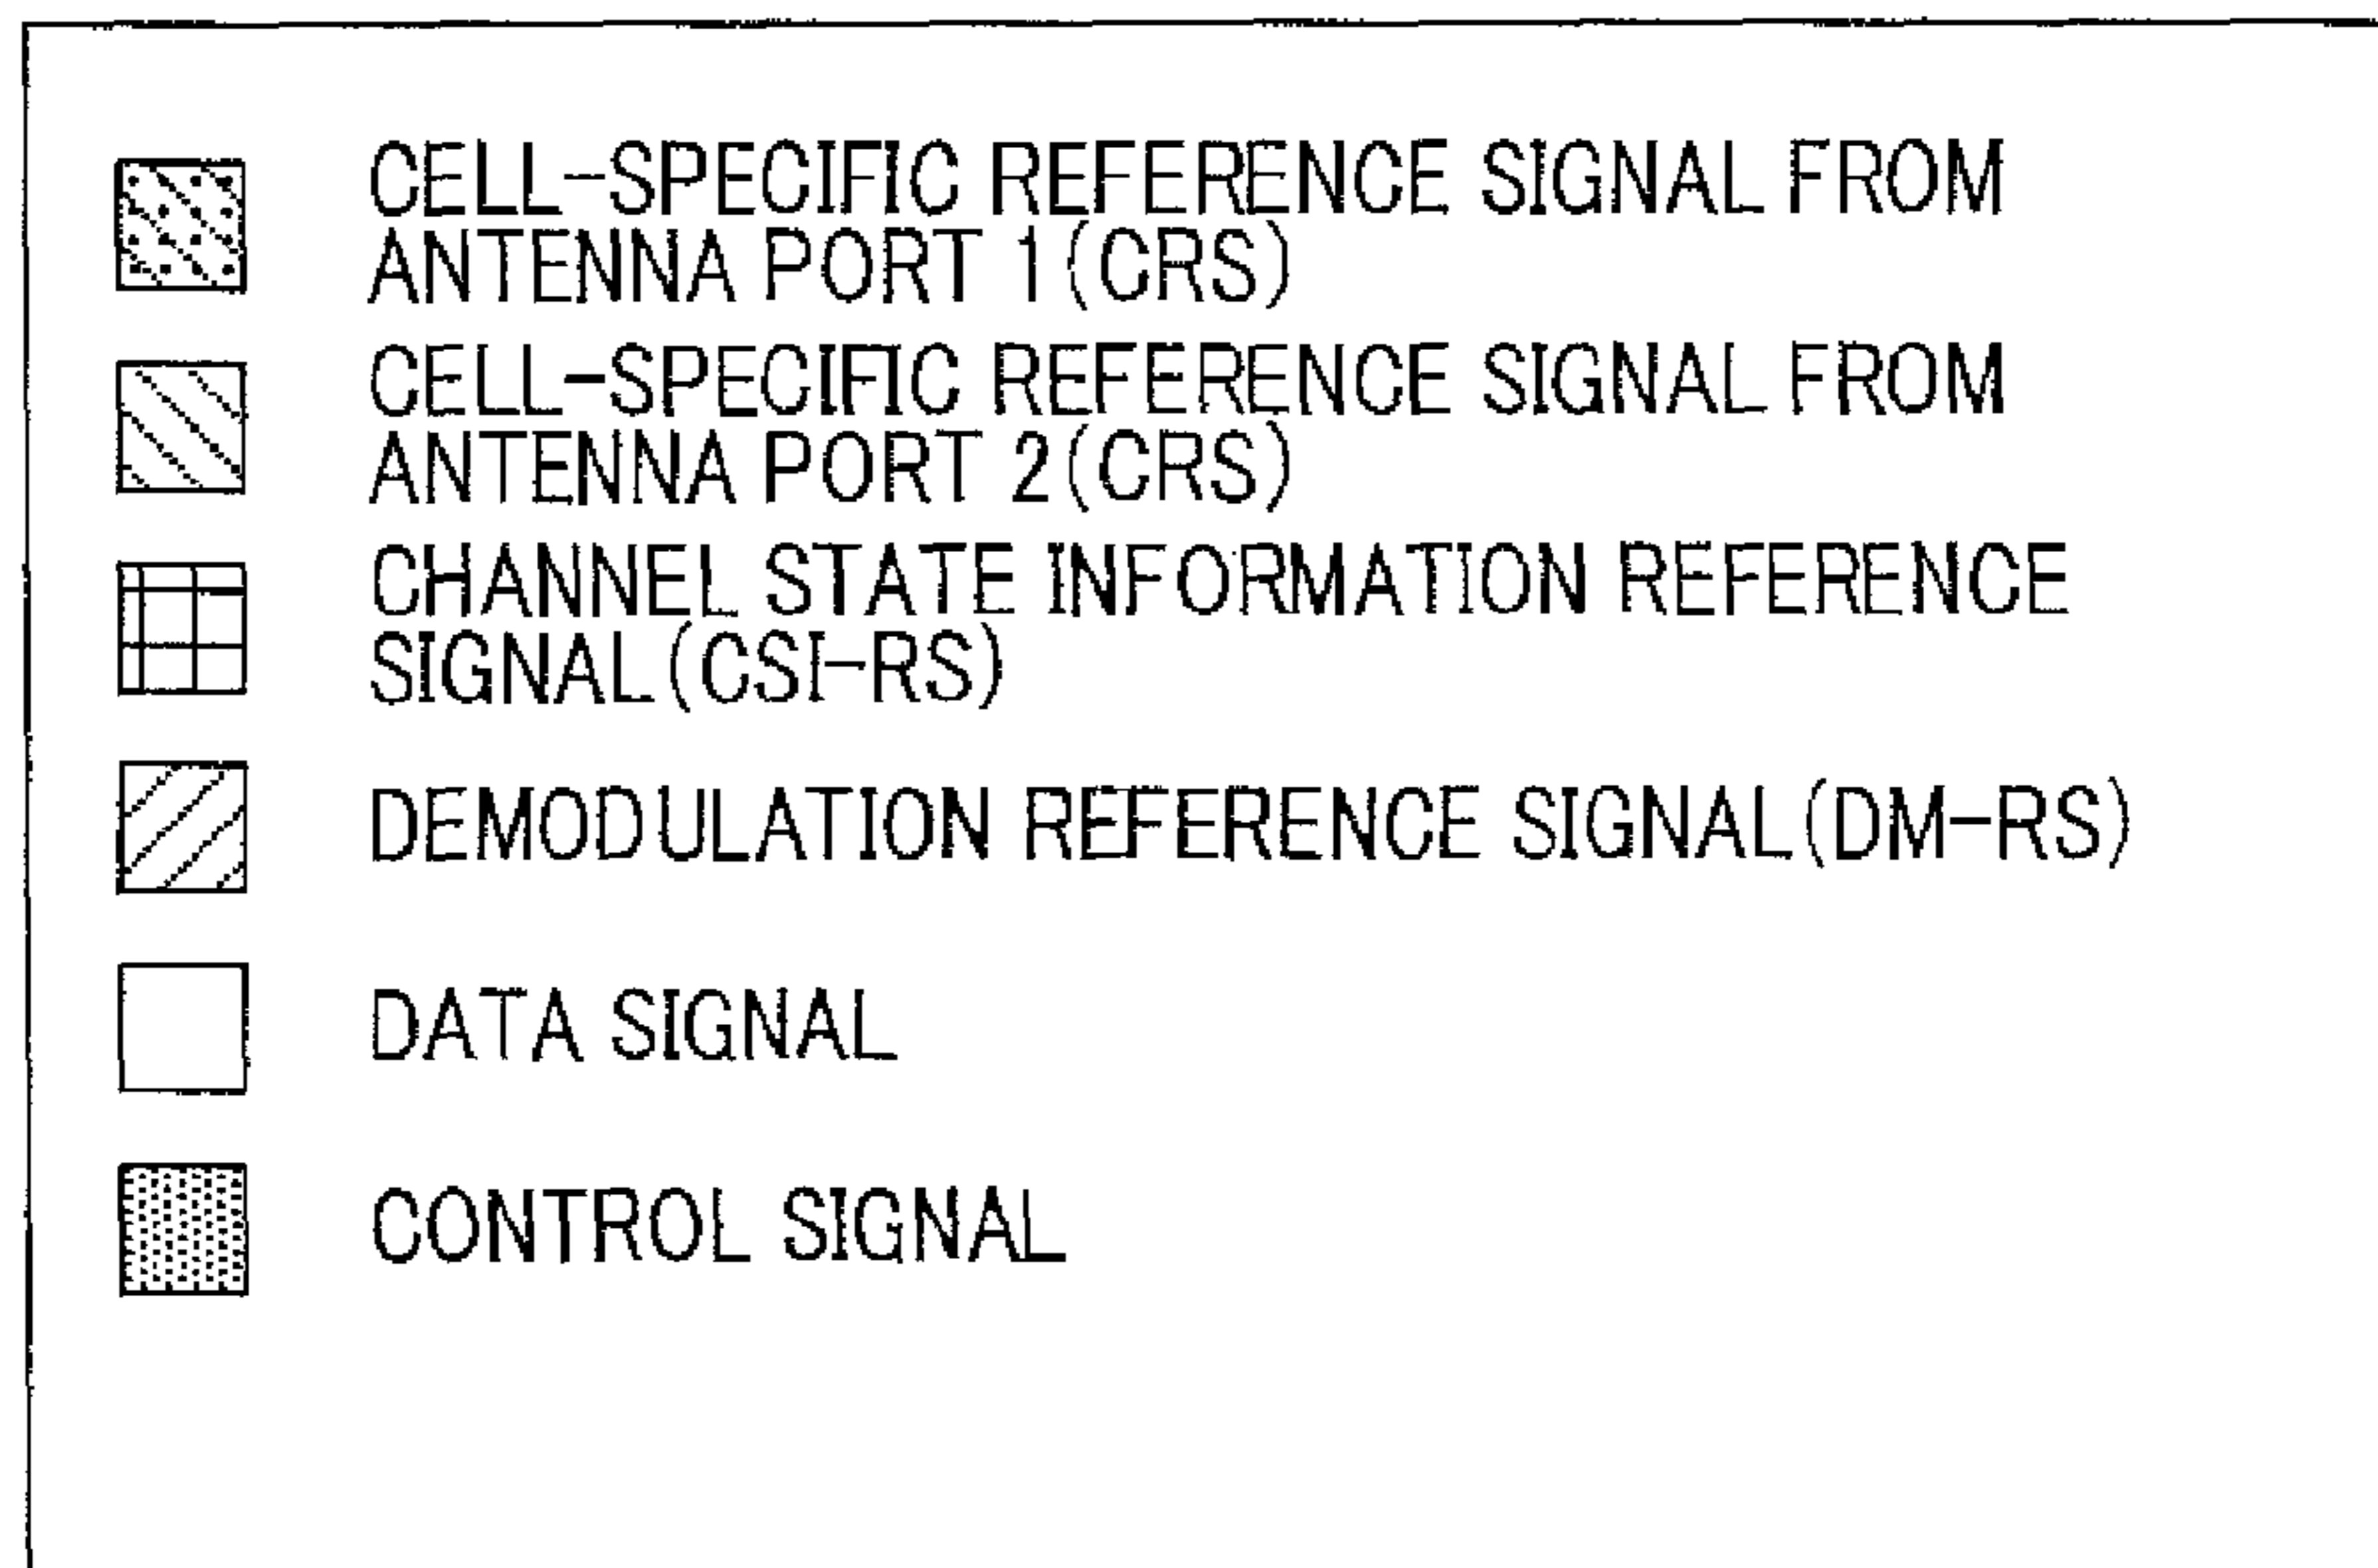 CELL-SPECIFIC REFERENCE SIGNAL FROM
ANTENNA PORT 1(CRS)
CELL-SPECIFIC REFERENCE SIGNAL FROM
ANTENNA PORT 2(CRS)
CHANNEL STATE INFORMATION REFERENCE
SIGNAL(CSI-RS)
DEMODULATION REFERENCE SIGNAL(DM-RS)
DATA SIGNAL
CONTROL SIGNAL